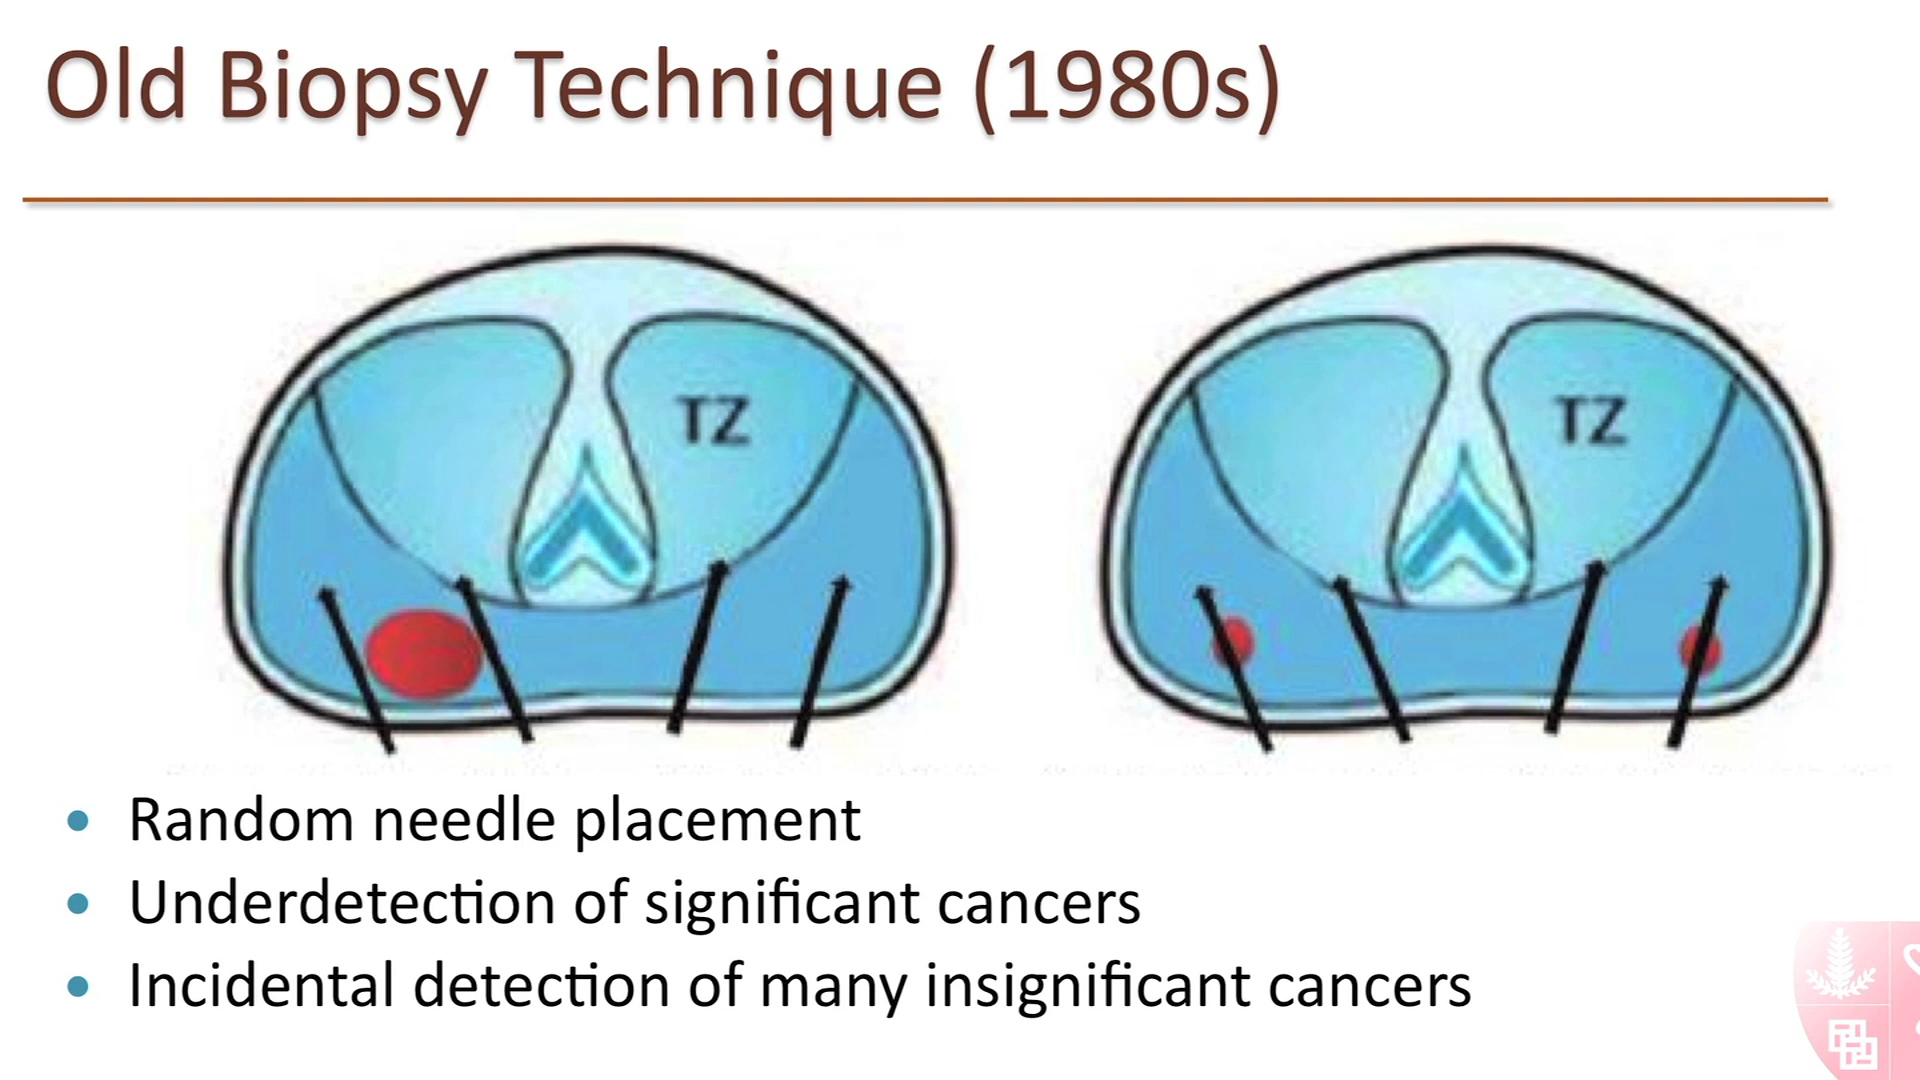 Old Biopsy Technique (1980s)
TZ
TZ
Random needle placement
Underdetection of significant cancers
Incidental detection of many insignificant cancers